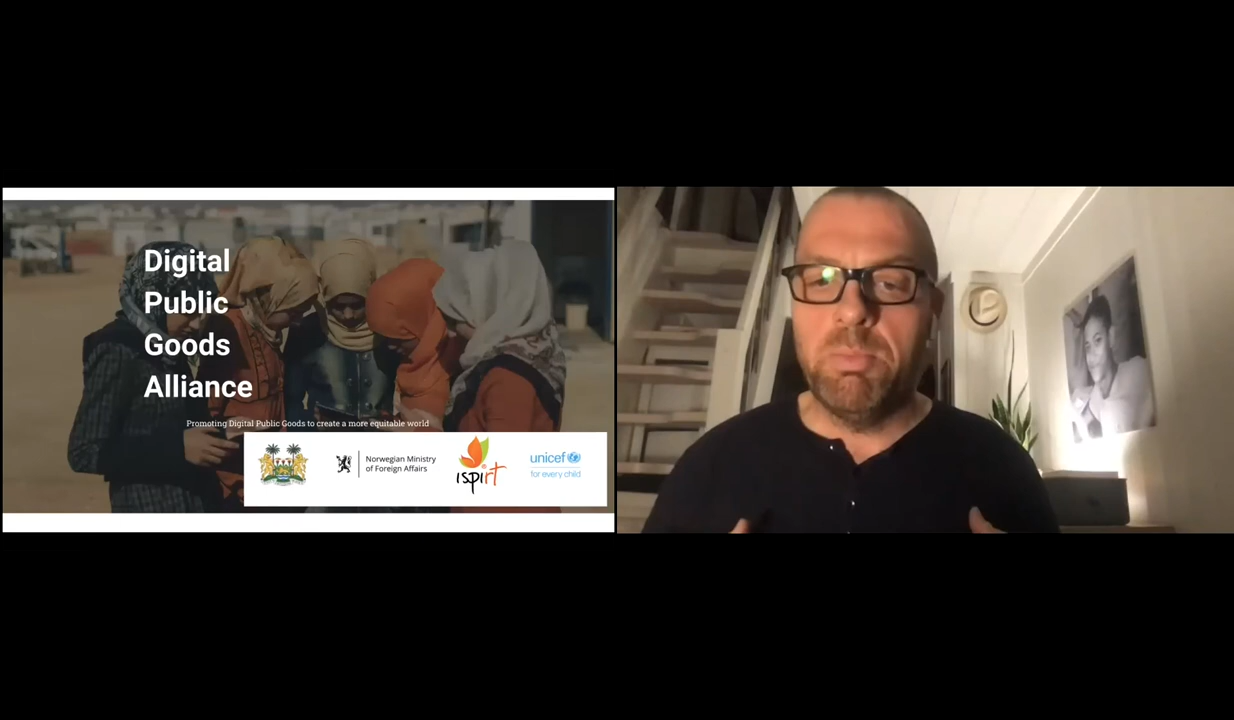 Digital
Public
Goods
Alliance
Promoting Digital Public Goods to create a more equitable world
Norwegian Ministry
of Foreign Affairs
ispirt
unicef
for every child